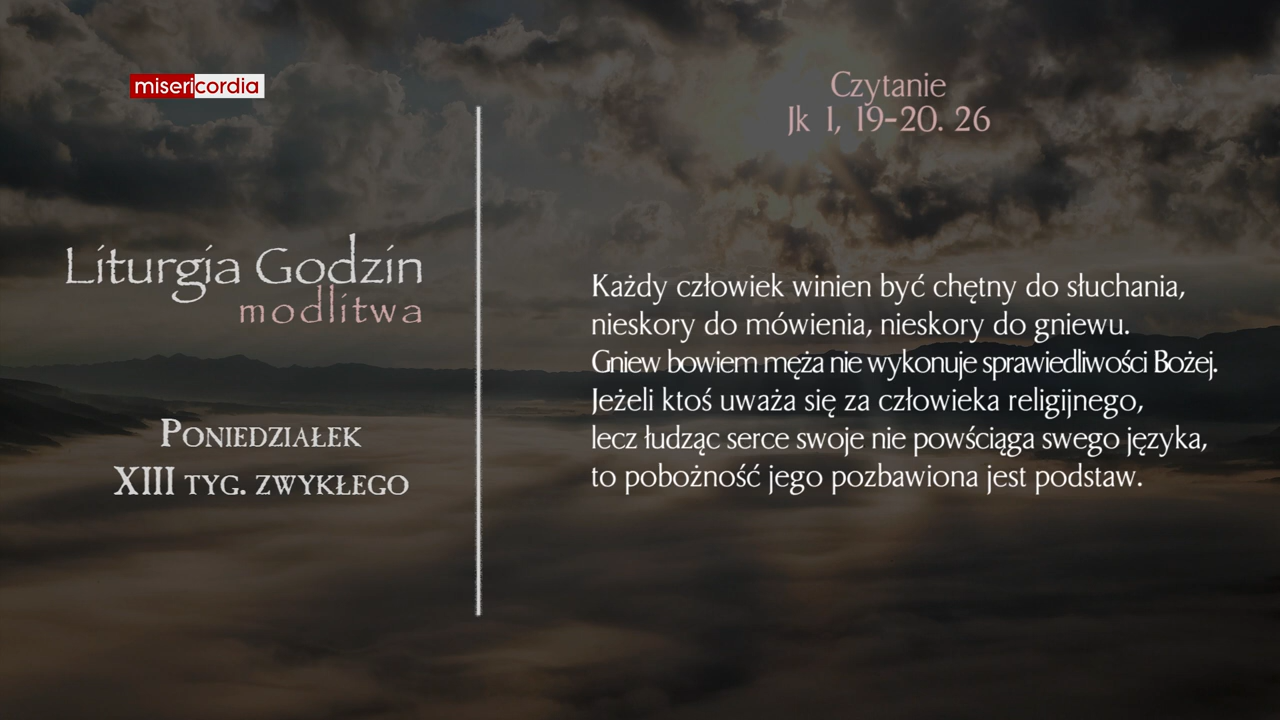 misericordia
Liturgia Godzin
modlitwa
Poniedziałek
XIII tyg. zwykłego
Czytanie
Jk 1, 19-20. 26
Każdy człowiek winien być chętny do słuchania,
nieskory do mówienia, nieskory do gniewu.
Gniew bowiem męża nie wykonuje sprawiedliwości Bożej.
Jeżeli ktoś uważa się za człowieka religijnego,
lecz łudząc serce swoje nie powściąga swego języka,
to pobożność jego pozbawiona jest podstaw.